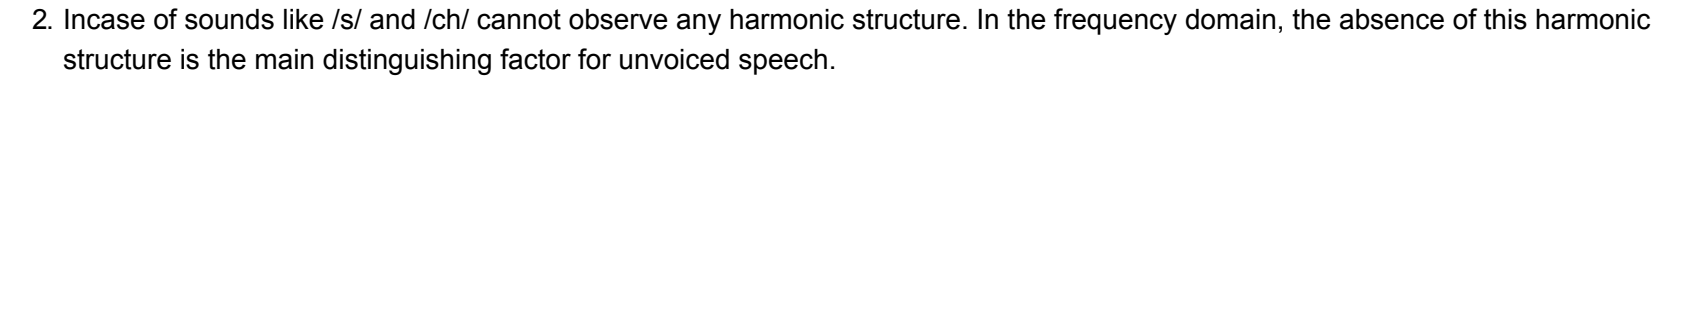 2. Incase of sounds like /s/ and /ch/ cannot observe any harmonic structure. In the frequency domain, the absence of this harmonic
structure is the main distinguishing factor for unvoiced speech.